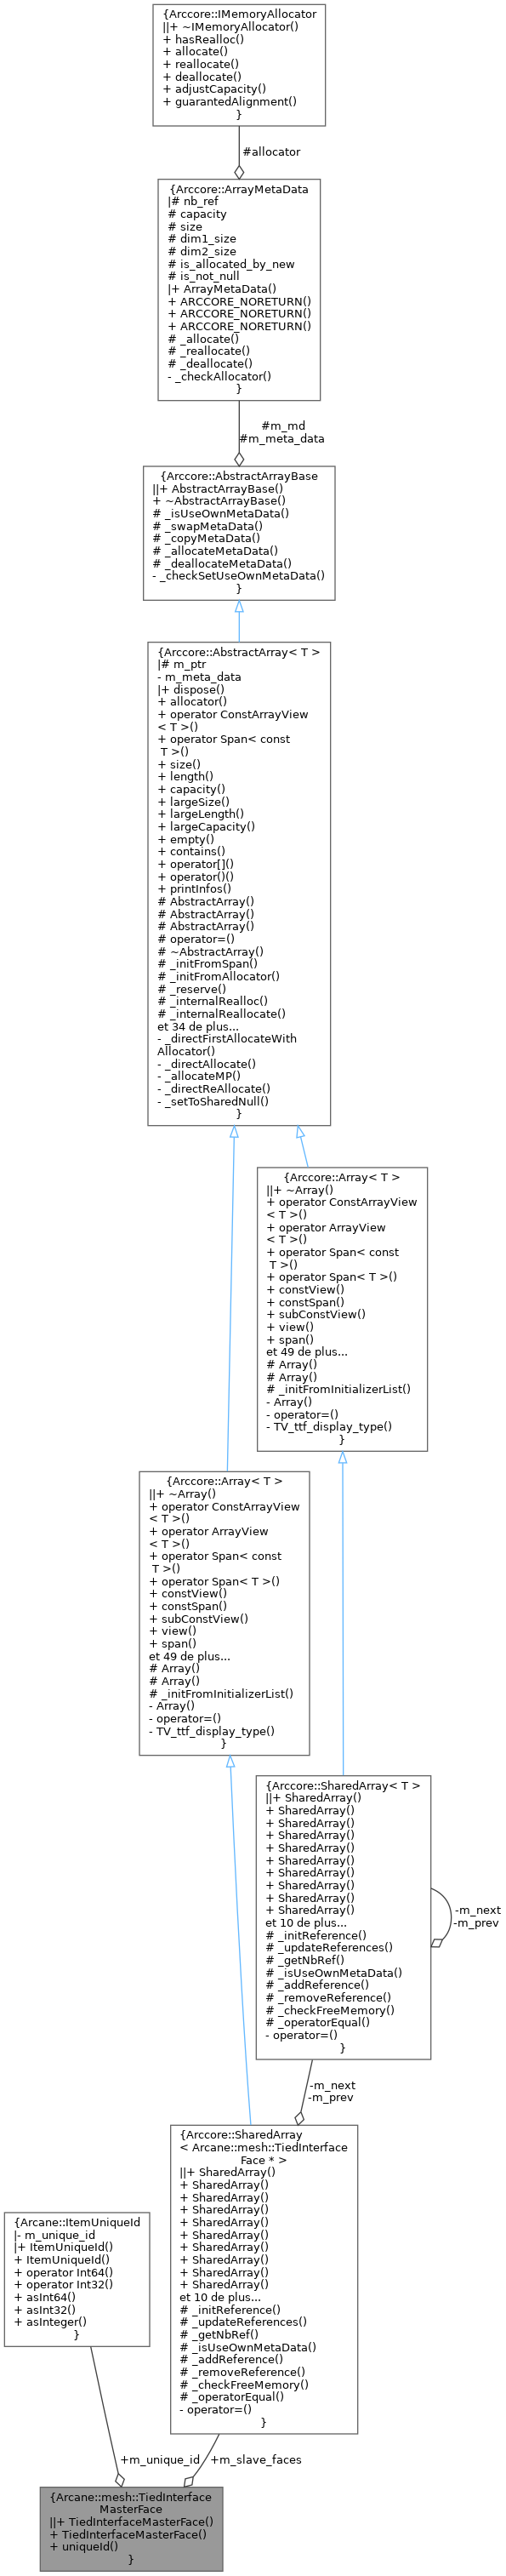 {Arccore::IMemoryAllocator
||+ ~IMemoryAllocator()
+ hasRealloc()
+ allocate()
+ reallocate()
+ deallocate()
+ adjustCapacity()
+ guarantedAlignment()
}
#allocator
{Arccore::ArrayMetaData
|# nb_ref
# capacity
# size
# dim1_size
# dim2_size
# is_allocated_by_new
# is_not_null
|+ ArrayMetaData()
+ ARCCORE_NORETURN()
+ ARCCORE_NORETURN()
+ ARCCORE_NORETURN()
# _allocate()
# _reallocate()
# _deallocate()
- _checkAllocator()
}
#m_md
#m_meta_data
{Arccore::AbstractArrayBase
||+ AbstractArrayBase()
+ ~AbstractArrayBase()
# _isUseOwnMetaData()
# _swapMetaData()
# _copyMetaData()
# _allocateMetaData()
# _deallocateMetaData()
- _checkSetUseOwnMetaData()
}
{Arccore::AbstractArray< T >
|# m_ptr
- m_meta_data
|+ dispose()
+ allocator()
+ operator ConstArrayView
< T >()
+ operator Span< const
T >()
+ size()
+ length()
+ capacity()
+ largeSize()
+ largeLength()
+ largeCapacity()
+ empty()
+ contains()
+ operator[]()
+ operator()()
+ printInfos()
# AbstractArray()
# AbstractArray()
# AbstractArray()
# operator=()
# ~AbstractArray()
# _initFromSpan()
# _initFromAllocator()
# _reserve()
# _internalRealloc()
# _internalReallocate()
et 34 de plus...
- _directFirstAllocateWith
Allocator()
- _directAllocate()
- _allocateMP()
- _directReAllocate()
- _setToSharedNull()
}
{Arccore::Array< T >
||+ ~Array()
+ operator ConstArrayView
< T >()
+ operator ArrayView
< T >()
+ operator Span< const
T >()
+ operator Span< T >()
+ constView()
+ constSpan()
+ subConstView()
+ view()
+ span()
et 49 de plus...
# Array()
# Array()
# _initFromInitializerList()
- Array()
- operator=()
- TV_ttf_display_type()
}
{Arccore::Array< T >
||+ ~Array()
+ operator ConstArrayView
< T >()
+ operator ArrayView
< T >()
+ operator Span< const
T >()
+ operator Span< T >()
+ constView()
+ constSpan()
+ subConstView()
+ view()
+ span()
et 49 de plus...
# Array()
# Array()
# _initFromInitializerList()
- Array()
- operator=()
- TV_ttf_display_type()
}
{Arccore::SharedArray< T >
||+ SharedArray()
+ SharedArray()
+ SharedArray()
+ SharedArray()
+ SharedArray()
+ SharedArray()
+ SharedArray()
+ SharedArray()
+ SharedArray()
+ SharedArray()
et 10 de plus...
# _initReference()
# _updateReferences()
# _getNbRef()
# _isUseOwnMetaData()
# _addReference()
# _removeReference()
# _checkFreeMemory()
# _operatorEqual()
- operator=()
}
-m_next
-m_prev
-m_next
-m_prev
{Arccore::SharedArray
< Arcane::mesh::TiedInterface
Face * >
||+ SharedArray()
+ SharedArray()
+ SharedArray()
+ SharedArray()
+ SharedArray()
+ SharedArray()
+ SharedArray()
+ SharedArray()
+ SharedArray()
+ SharedArray()
et 10 de plus...
# _initReference()
# _updateReferences()
# _getNbRef()
# _isUseOwnMetaData()
# _addReference()
# _removeReference()
# _checkFreeMemory()
# _operatorEqual()
- operator=()
}
{Arcane::ItemUniqueId
|- m_unique_id
|+ ItemUniqueId()
+ ItemUniqueId()
+ operator Int64()
+ operator Int32()
+ asInt64()
+ asInt32()
+ asInteger()
}
+m_unique_id
+m_slave_faces
{Arcane::mesh::TiedInterface
MasterFace
||+ TiedInterfaceMasterFace()
+ TiedInterfaceMasterFace()
+ uniqueId()
}